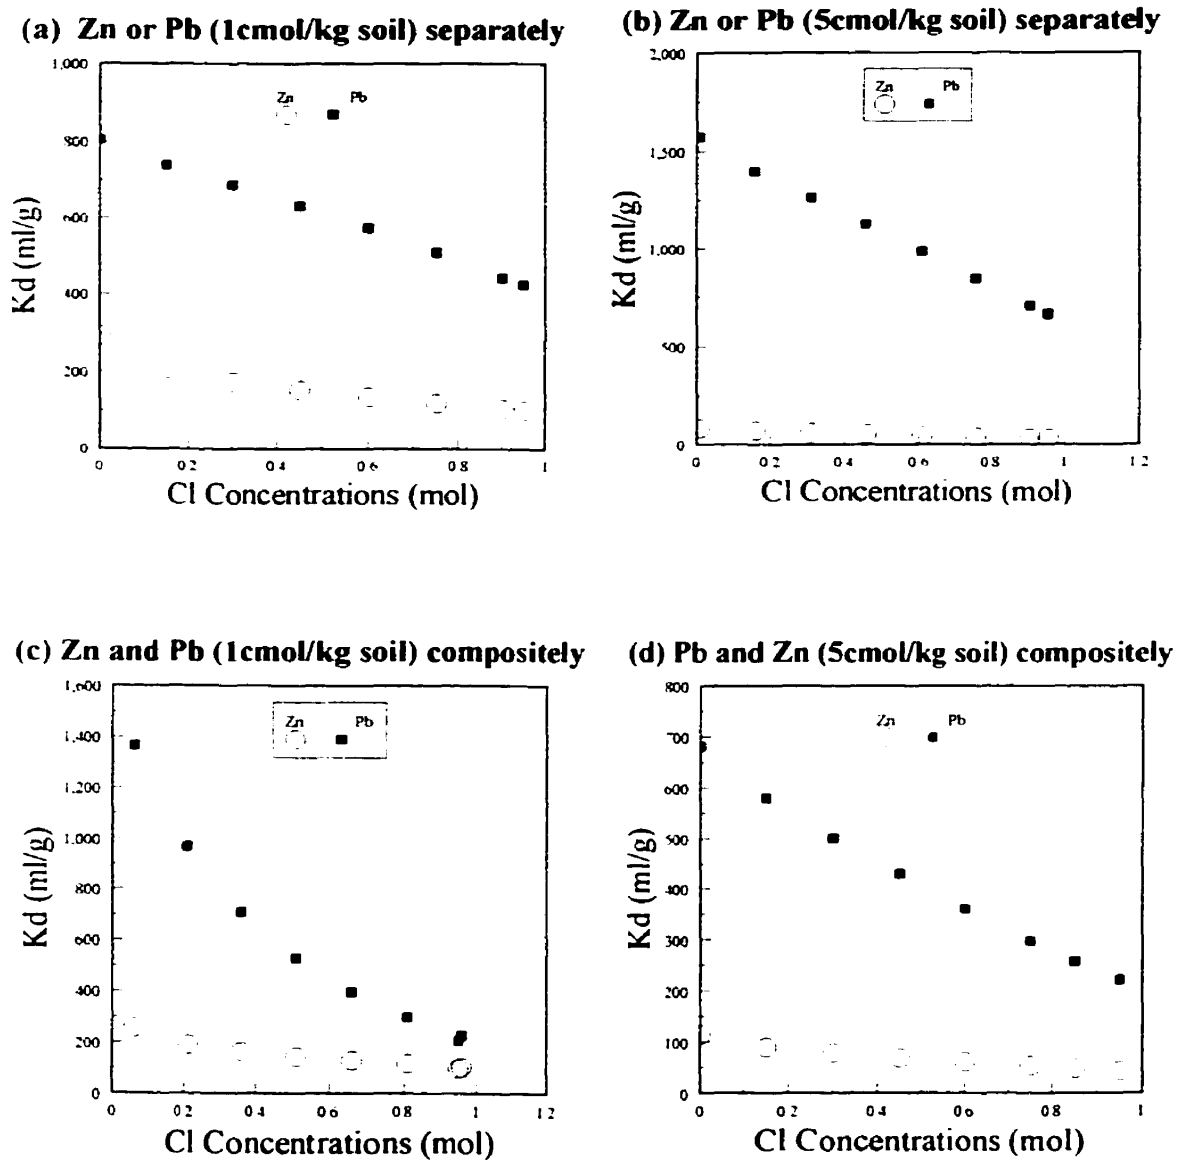 (a) Zn or Pb (1cmol/kg soil) separately
1,000
Zn Pb
800
600
400
200
0
Kd (ml/g)
0 0.4 0.6 0.8 1
Cl Concentrations (mol)
(b) Zn or Pb (5cmol/kg soil) separately
2,000
Zn Pb
1,500
1,000
500
0
Kd (ml/g)
0 0.2 0.4 0.6 0.8 1 1.2
Cl Concentrations (mol)
(c) Zn and Pb (1cmol/kg soil) compositely
1,600
Zn Pb
1,400
1,200
1,000
800
600
400
200
0
Kd (ml/g)
0 0.2 0.4 0.6 0.8 1 1.2
Cl Concentrations (mol)
(d) Pb and Zn (5cmol/kg soil) compositely
800
Zn Pb
700
600
500
400
300
200
100
0
Kd (ml/g)
0 0.2 0.4 0.6 0.8 1
Cl Concentrations (mol)